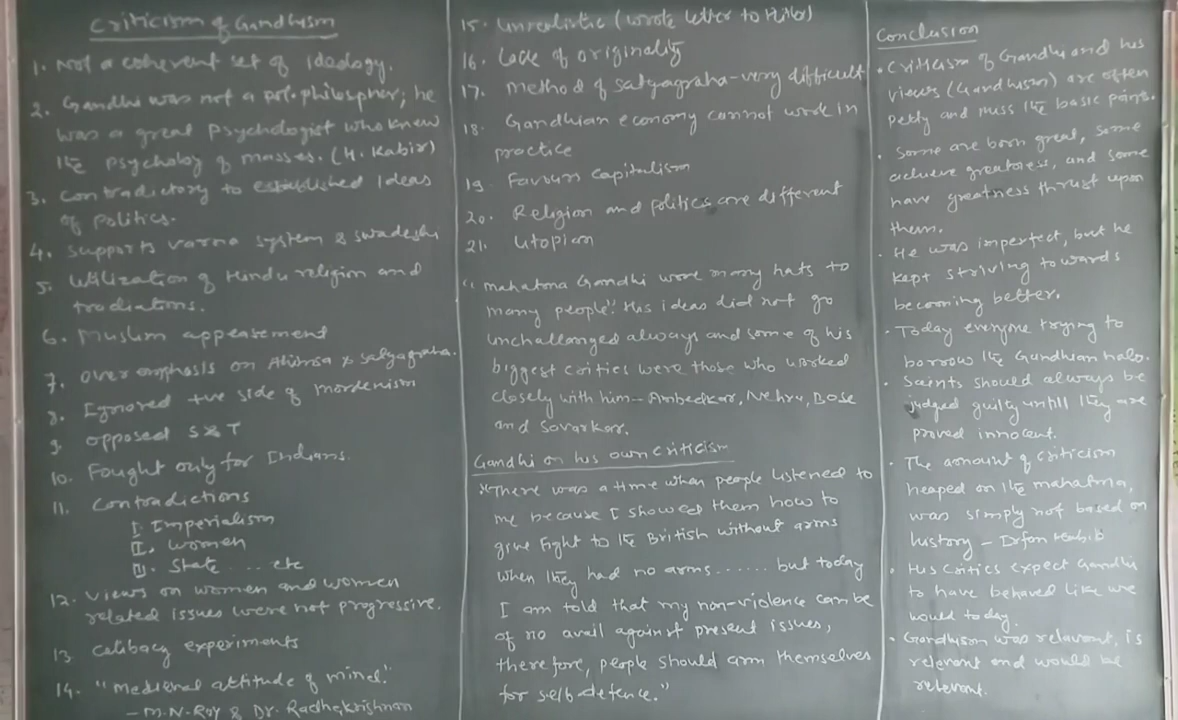 Criticism of Gandhism
1. Not a coherent set of ideology.
2. Gandhi was not a pol. philospher; he
was a great psychologist who knew
the psycholoy of masses. (H. Kabir)
3. Contradictory to established ideas
of politics.
4. Supports varna system & swadeshi
5. Utilization of Hindu religion and
tradiations.
6. Muslim appeasement
7. Over emphasis on Ahimsa & Satyagraha.
8. Ignored +ve side of mordenism
9. opposed S&T
10. Fought only for Indians.
11. Contradictions
I. Imperialism
II. women
III. State .... etc
12. Views on women and women
related issues were not progressive.
13. Celibacy experiments
14. "Medieval attitude of mind."
- M.N. Roy & Dr. Radhakrishnan
15. Unrealistic (wrote letter to Hitler)
16. Lack of originality
17. Method of Satyagraha - very difficult
18. Gandhian economy cannot work in
practice
19. Favours Capitalism
20. Religion and politics are different
21. Utopian
"Mahatma Gandhi wore many hats to
many people". His ideas did not go
unchallanged always and some of his
biggest critics were those who worked
closely with him - Ambedkar, Nehru, Bose
and Savarkar.
Gandhi on his own criticism
"There was a time when people listened to
me because I showed them how to
give fight to the British without arms
when they had no arms ...... but today
I am told that my non-violence can be
of no avail against present issues,
therefore, people should arm themselves
for self defence."
Conclusion
• Criticism of Gandhi and his
views (Gandhism) are often
petty and miss the basic points.
• Some are born great, some
achieve greatness, and some
have greatness thrust upon
them.
• He was imperfect, but he
kept striving towards
becoming better.
• Today everyone trying to
borrow the Gandhian halo.
• Saints should always be
judged guilty untill they are
proved innocent.
• The amount of criticism
heaped on the mahatma,
was simply not based on
history - Irfan Habib
• His critics expect Gandhi
to have behaved like we
would today.
• Gandhism was relavant, is
relevant and would be
relevant.